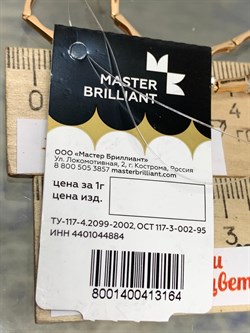 MASTER
BRILLIANT
ООО «Мастер Бриллиант»
Ул. Локомотивная, 2, г. Кострома, Россия
8 800 505 3857 masterbrilliant.com
цена за 1г
цена изд.
ТУ-117-4.2099-2002, ОСТ 117-3-002-95
ИНН 4401044884
8001400413164